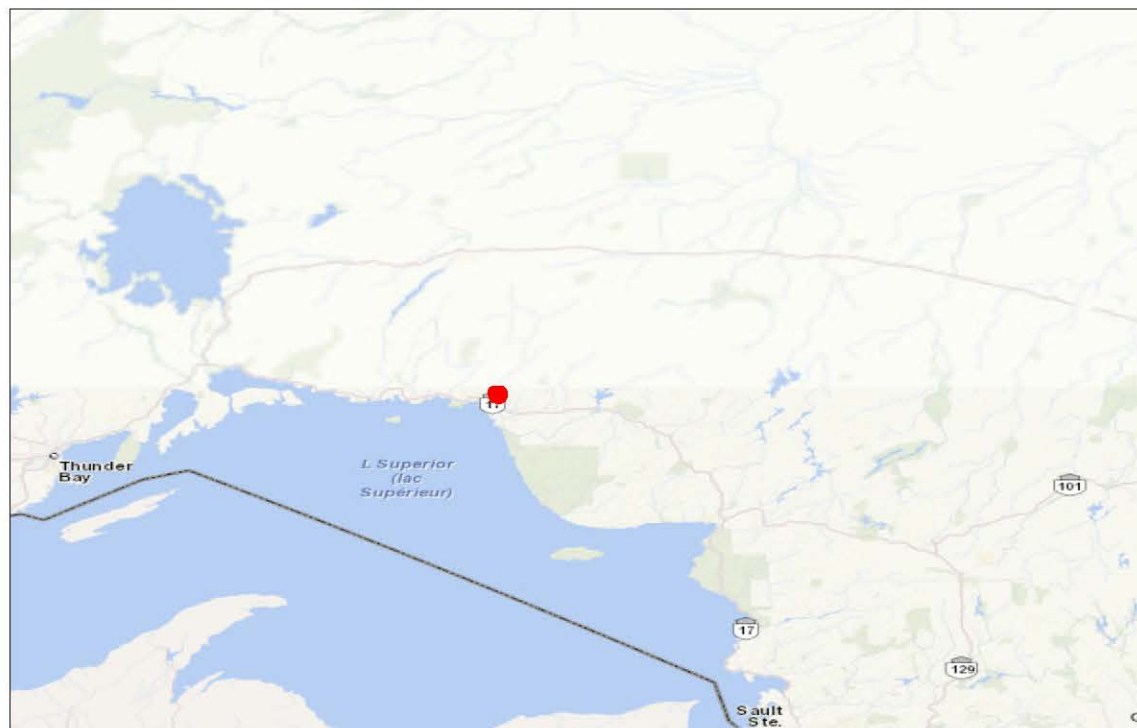 17
Thunder
Bay
L Superior
(lac
Supérieur)
101
17
129
Sault
Ste.